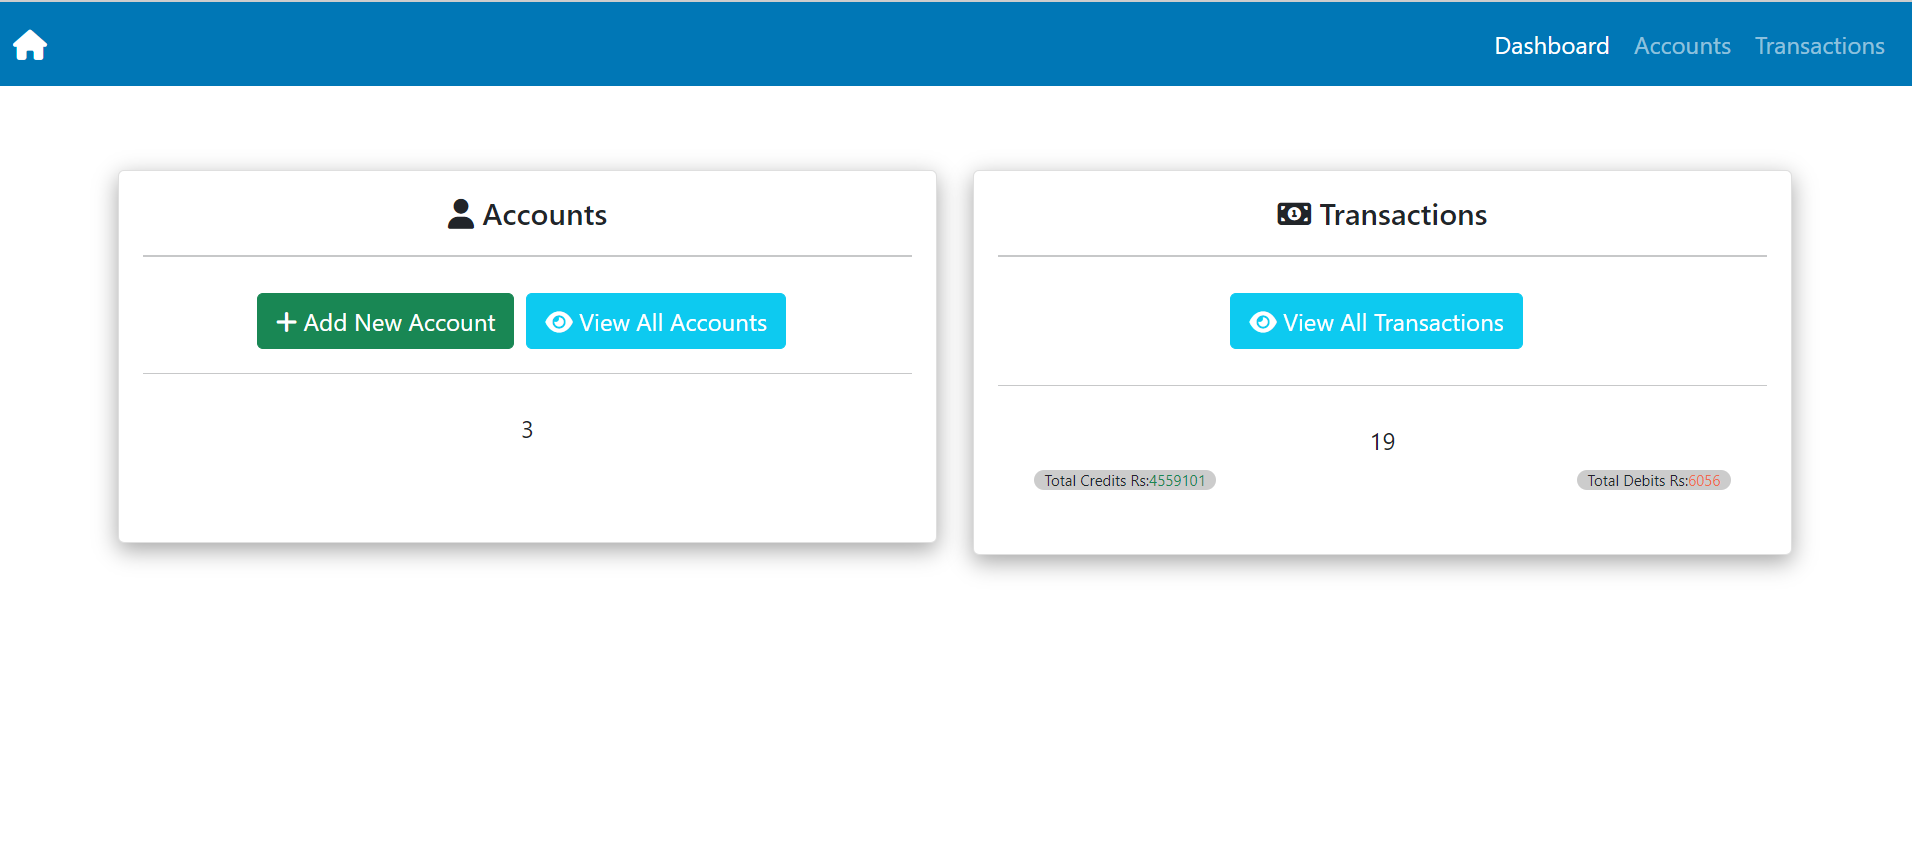 Dashboard Accounts Transactions
Accounts
Add New Account View All Accounts
3
Transactions
View All Transactions
19
Total Credits Rs:4559101 Total Debits Rs:6056